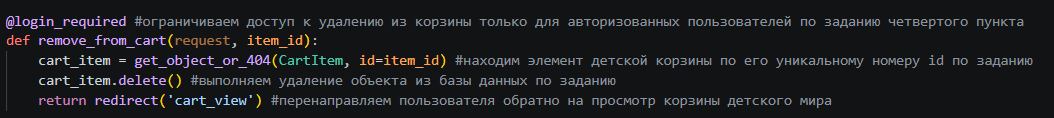 @login_required #ограничиваем доступ к удалению из корзины только для авторизованных пользователей по заданию четвертого пункта
def remove_from_cart(request, item_id):
    cart_item = get_object_or_404(CartItem, id=item_id) #находим элемент детской корзины по его уникальному номеру id по заданию
    cart_item.delete() #выполняем удаление объекта из базы данных по заданию
    return redirect('cart_view') #перенаправляем пользователя обратно на просмотр корзины детского мира